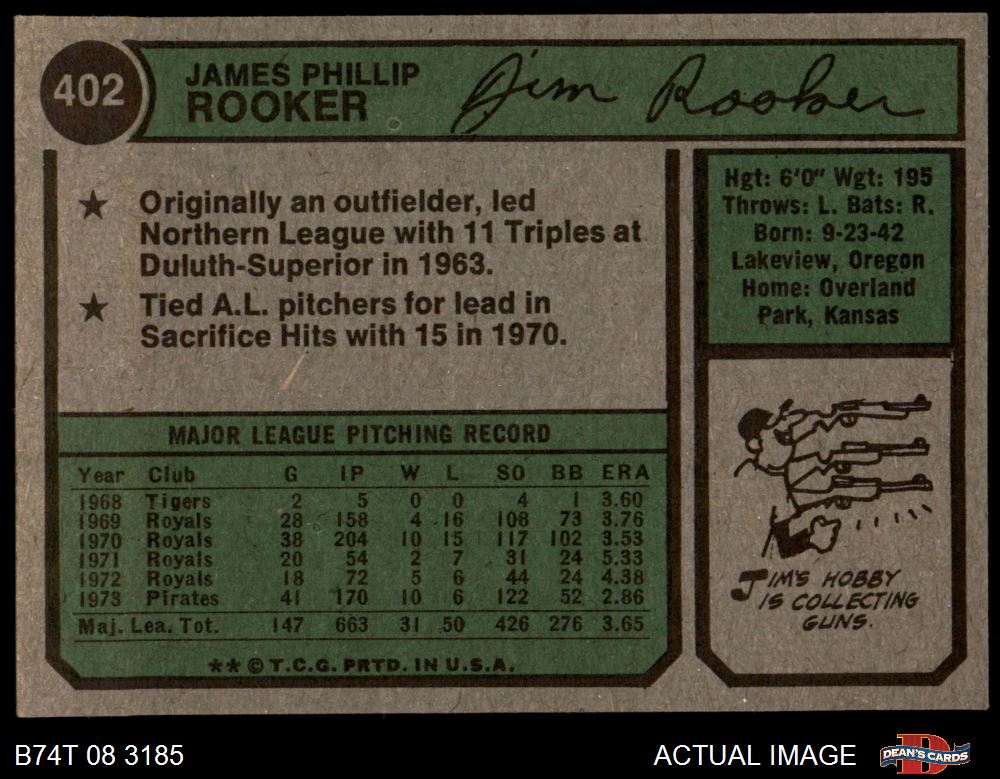 402
JAMES PHILLIP
ROOKER
Jim Rooker
★ Originally an outfielder, led
Northern League with 11 Triples at
Duluth-Superior in 1963.
★ Tied A.L. pitchers for lead in
Sacrifice Hits with 15 in 1970.
Hgt: 6'0" Wgt: 195
Throws: L. Bats: R.
Born: 9-23-42
Lakeview, Oregon
Home: Overland
Park, Kansas
MAJOR LEAGUE PITCHING RECORD
Year Club G IP W L SO BB ERA
1968 Tigers 2 5 0 0 4 1 3.60
1969 Royals 28 158 4 16 108 73 3.76
1970 Royals 38 204 10 15 117 102 3.53
1971 Royals 20 54 2 7 31 24 5.33
1972 Royals 18 72 5 6 44 24 4.38
1973 Pirates 41 170 10 6 122 52 2.86
Maj. Lea. Tot. 147 663 31 50 426 276 3.65
★★ © T.C.G. PRTD. IN U.S.A.
JIM'S HOBBY
IS COLLECTING
GUNS.
B74T 08 3185
ACTUAL IMAGE
DEAN'S CARDS